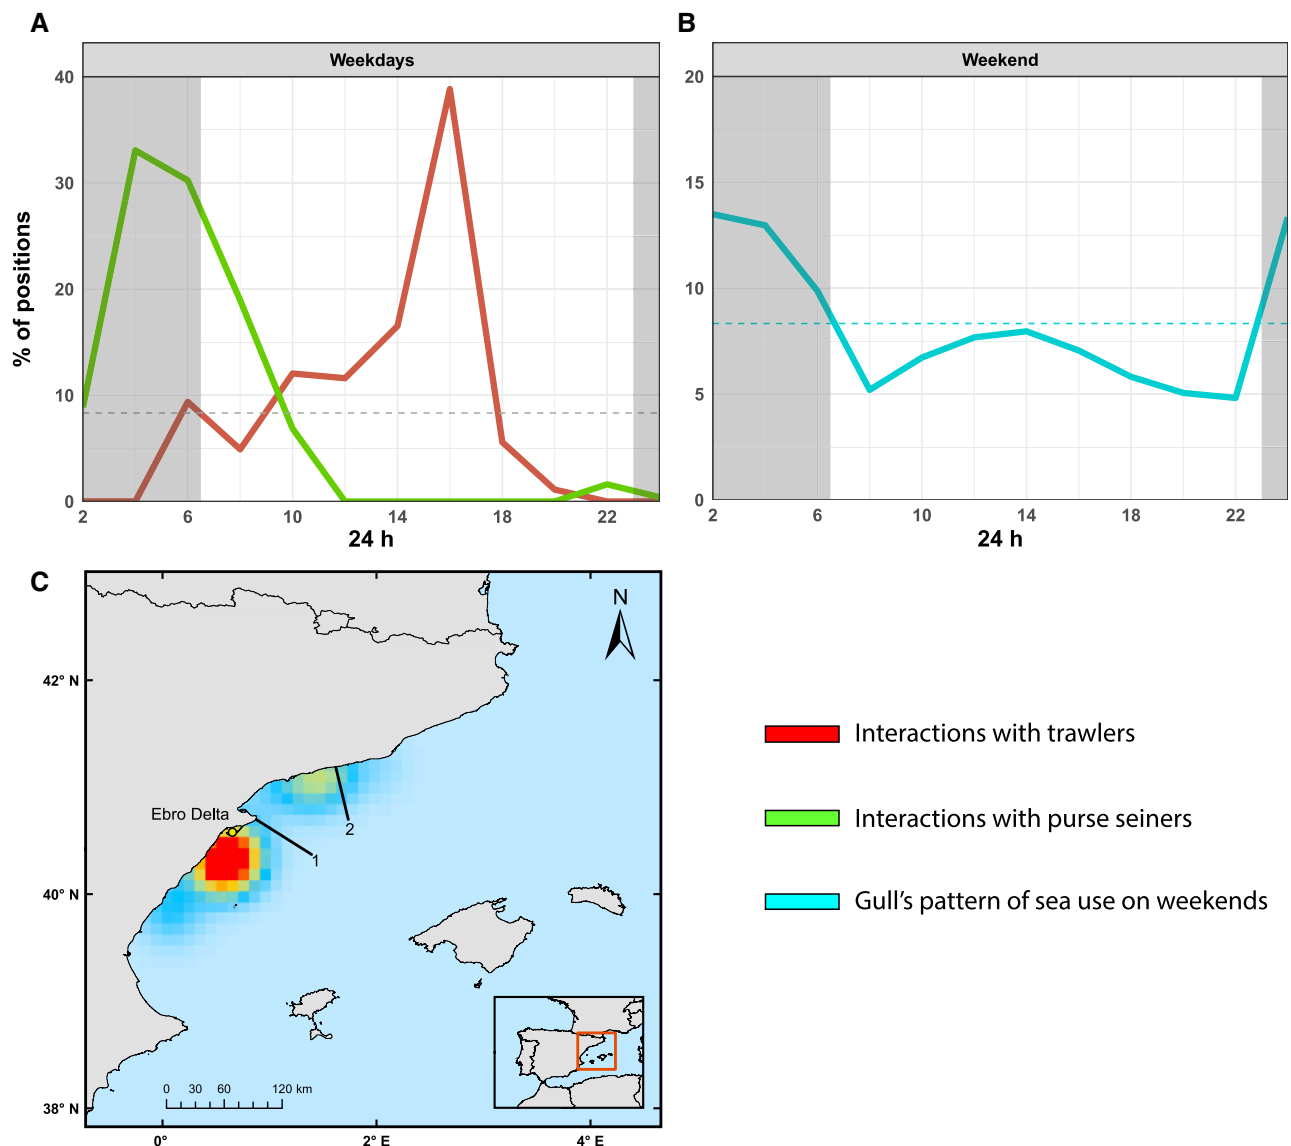 A
Weekdays
40
30
20
10
0
% of positions
2 6 10 14 18 22
24 h
B
Weekend
20
15
10
5
0
2 6 10 14 18 22
24 h
C
N
42° N
40° N
38° N
Ebro Delta
2
1
0 30 60 120 km
0° 2° E 4° E
Interactions with trawlers
Interactions with purse seiners
Gull's pattern of sea use on weekends